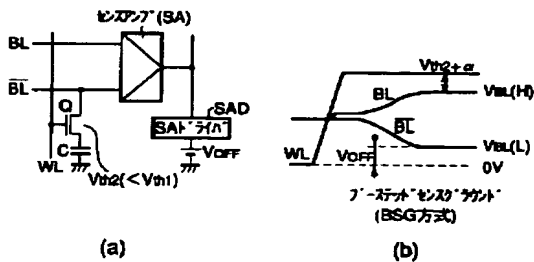 センスアンプ(SA)
BL
BL
Q
C
WL
Vth2(<Vth1)
SAD
SAドライバ
VOFF
(a)
Vth2+α
BL
VBL(H)
BL
WL
VOFF
VBL(L)
0V
ブーステッドセンスグラウンド
(BSG方式)
(b)